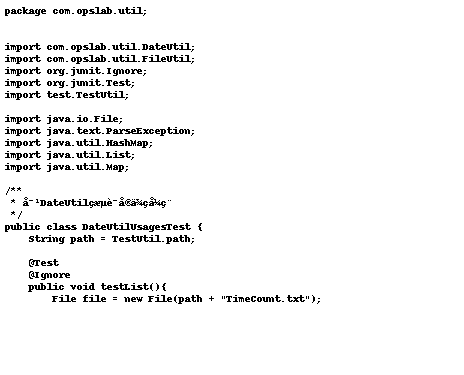 package com.opslab.util;
import com.opslab.util.DateUtil;
import com.opslab.util.FileUtil;
import org.junit.Ignore;
import org.junit.Test;
import test.TestUtil;
import java.io.File;
import java.text.ParseException;
import java.util.HashMap;
import java.util.List;
import java.util.Map;
/**
 *
 */
public class DateUtilUsagesTest {
    String path = TestUtil.path;
    @Test
    @Ignore
    public void testList(){
        File file = new File(path + "TimeCount.txt");